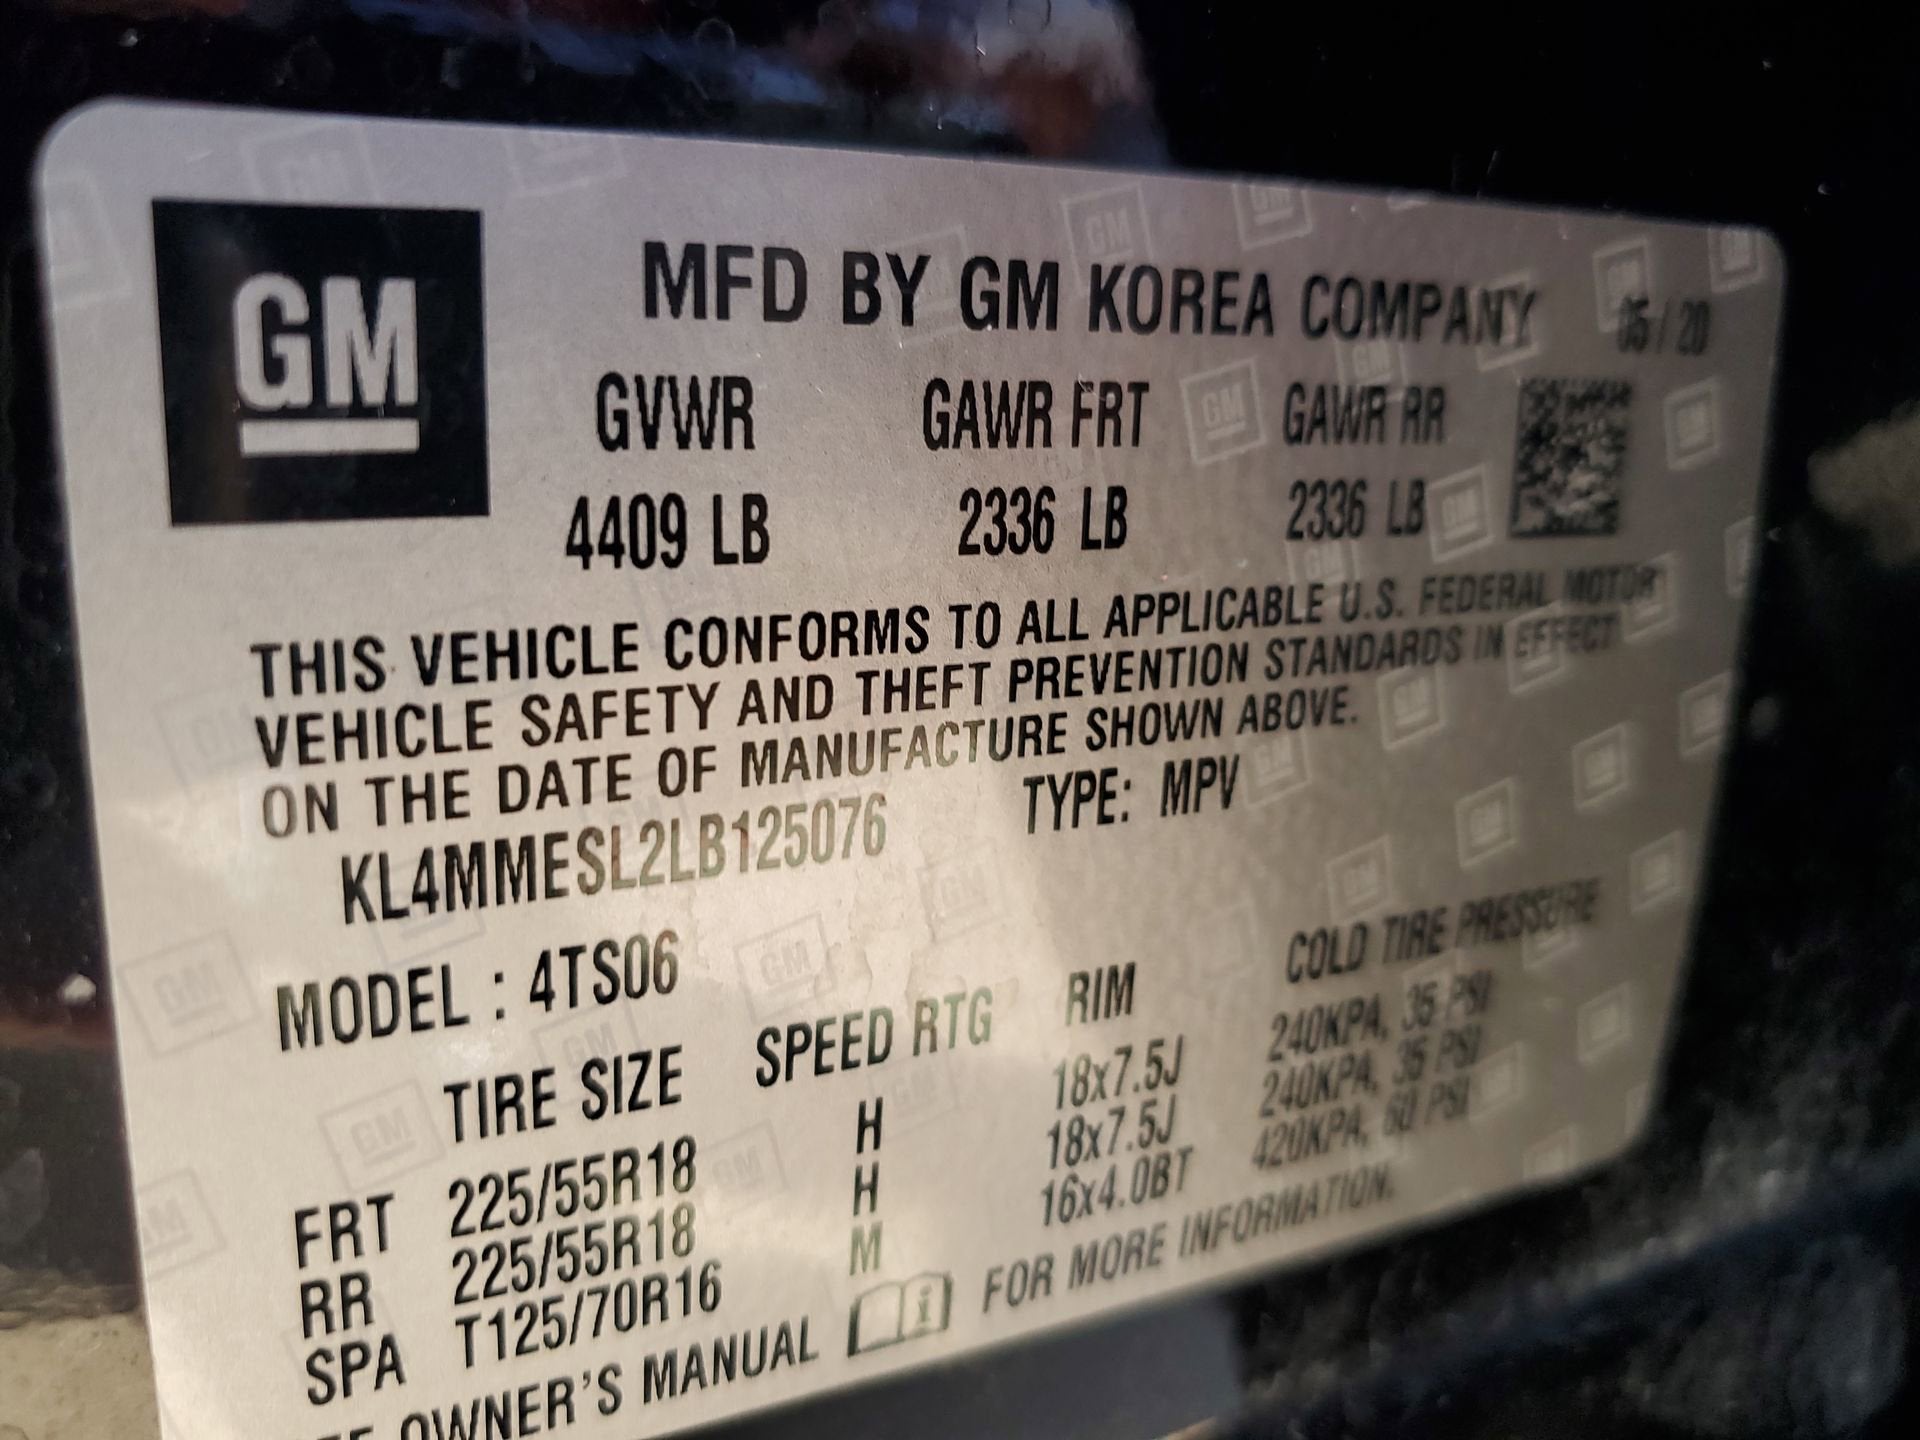 GM
MFD BY GM KOREA COMPANY 05/20
GVWR GAWR FRT GAWR RR
4409 LB 2336 LB 2336 LB
THIS VEHICLE CONFORMS TO ALL APPLICABLE U.S. FEDERAL MOTOR
VEHICLE SAFETY AND THEFT PREVENTION STANDARDS IN EFFECT
ON THE DATE OF MANUFACTURE SHOWN ABOVE.
KL4MMESL2LB125076 TYPE: MPV
MODEL : 4TS06
TIRE SIZE SPEED RTG RIM COLD TIRE PRESSURE
FRT 225/55R18 H 18x7.5J 240KPA, 35 PSI
RR 225/55R18 H 18x7.5J 240KPA, 35 PSI
SPA T125/70R16 M 16x4.0BT 420KPA, 60 PSI
OWNER'S MANUAL FOR MORE INFORMATION.